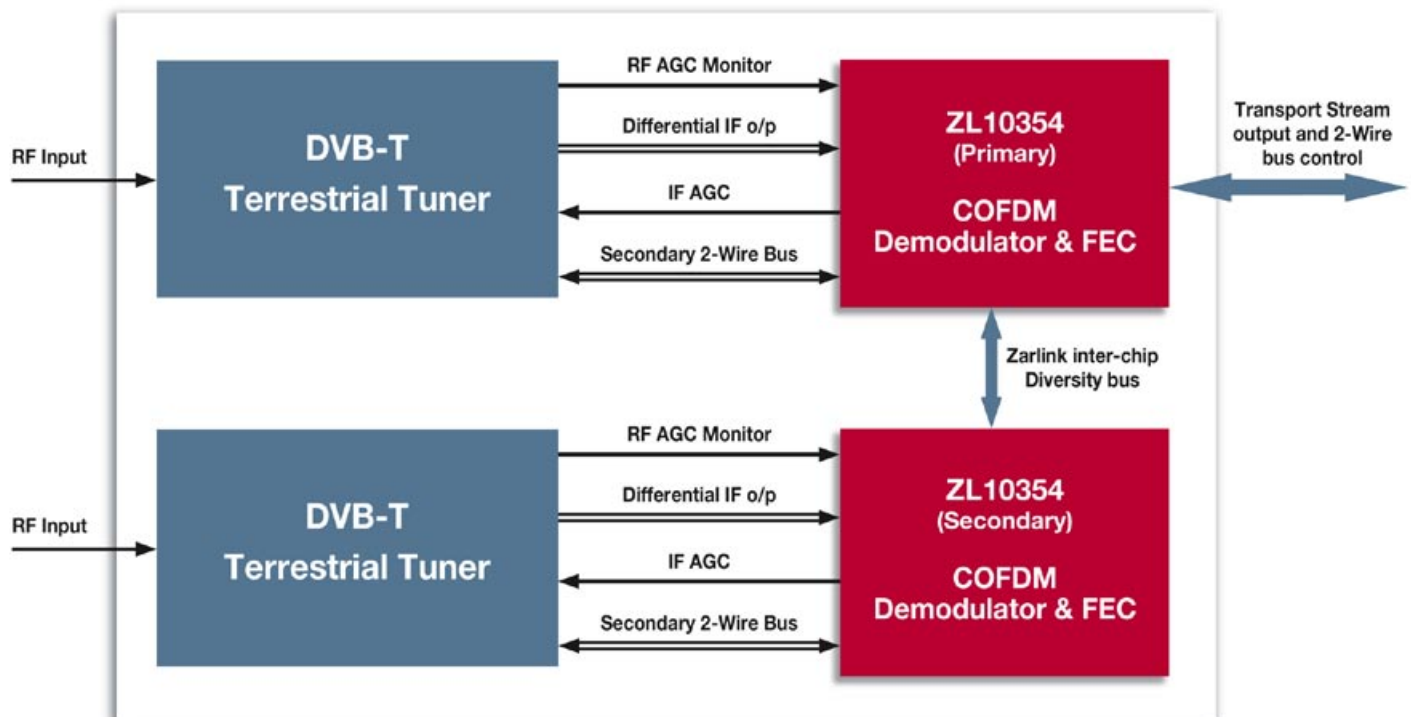 RF Input
DVB-T
Terrestrial Tuner
RF AGC Monitor
Differential IF o/p
IF AGC
Secondary 2-Wire Bus
ZL10354
(Primary)
COFDM
Demodulator & FEC
Transport Stream
output and 2-Wire
bus control
Zarlink inter-chip
Diversity bus
RF Input
DVB-T
Terrestrial Tuner
RF AGC Monitor
Differential IF o/p
IF AGC
Secondary 2-Wire Bus
ZL10354
(Secondary)
COFDM
Demodulator & FEC